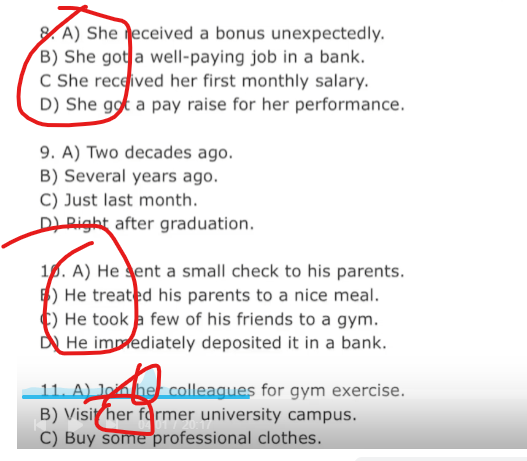 8. A) She received a bonus unexpectedly.
B) She got a well-paying job in a bank.
C She received her first monthly salary.
D) She got a pay raise for her performance.
9. A) Two decades ago.
B) Several years ago.
C) Just last month.
D) Right after graduation.
10. A) He sent a small check to his parents.
B) He treated his parents to a nice meal.
C) He took a few of his friends to a gym.
D) He immediately deposited it in a bank.
11. A) Join her colleagues for gym exercise.
B) Visit her former university campus.
C) Buy some professional clothes.